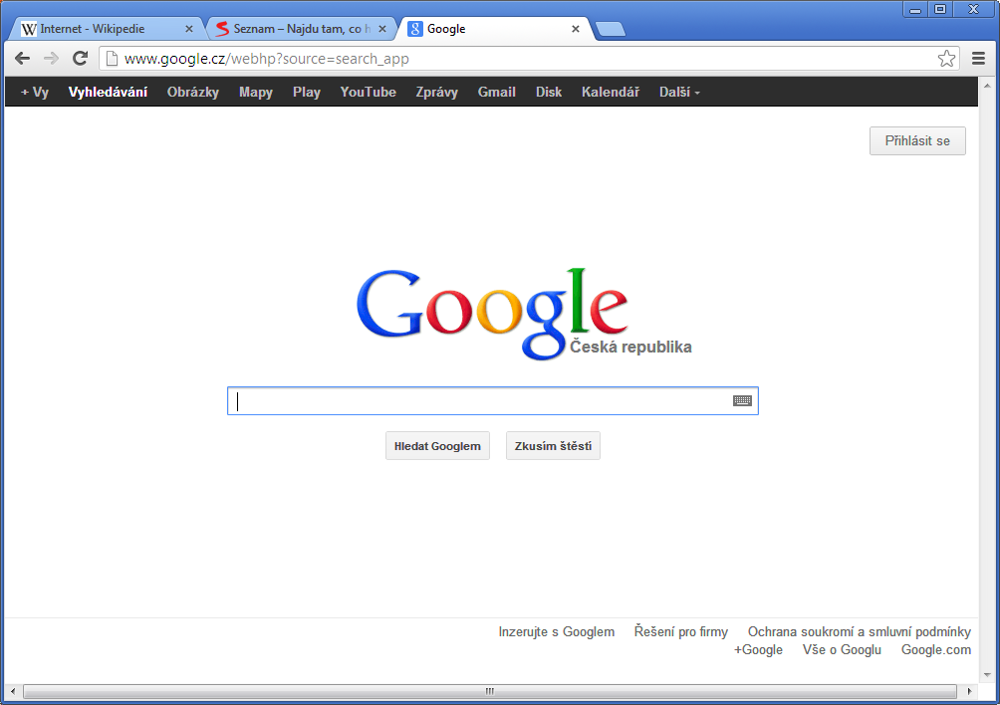 Internet - Wikipedie
Seznam – Najdu tam, co h
Google
www.google.cz/webhp?source=search_app
+ Vy Vyhledávání Obrázky Mapy Play YouTube Zprávy Gmail Disk Kalendář Další
Přihlásit se
Google
Česká republika
Hledat Googlem Zkusím štěstí
Inzerujte s Googlem Řešení pro firmy Ochrana soukromí a smluvní podmínky
+Google Vše o Googlu Google.com